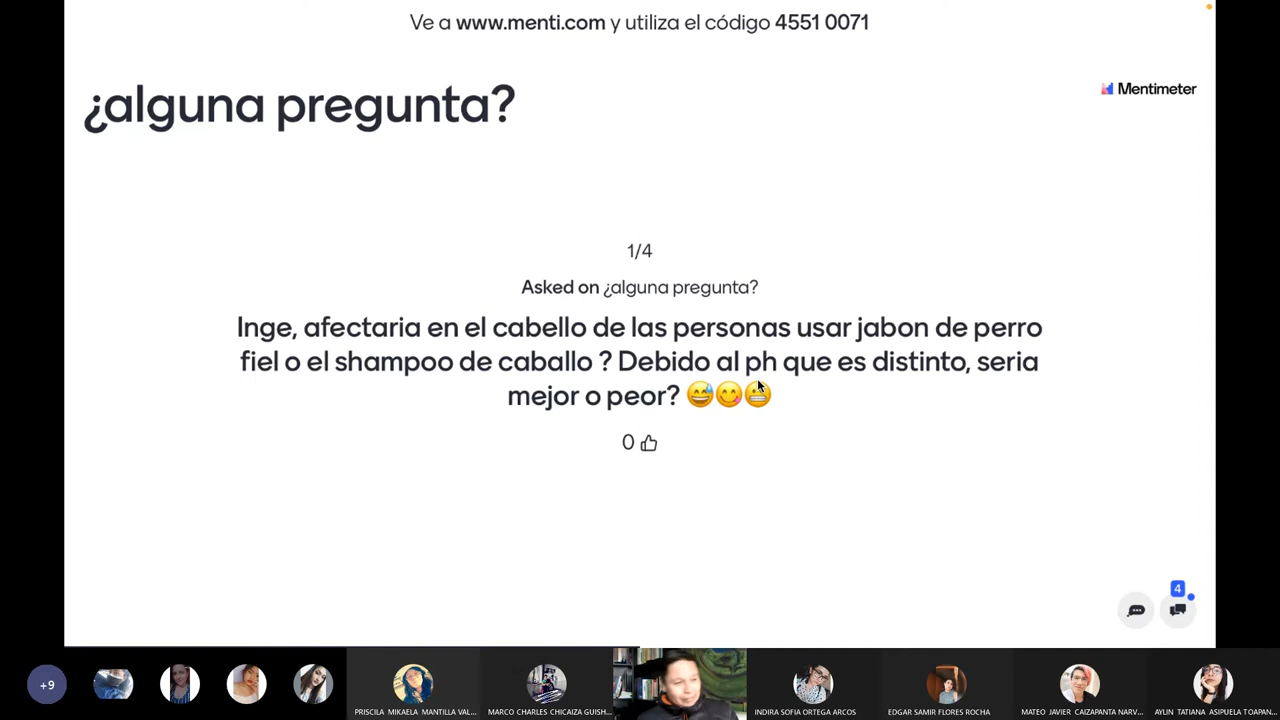 Ve a www.menti.com y utiliza el código 4551 0071
¿alguna pregunta?
Mentimeter
1/4
Asked on ¿alguna pregunta?
Inge, afectaria en el cabello de las personas usar jabon de perro
fiel o el shampoo de caballo ? Debido al ph que es distinto, seria
mejor o peor? 😅😋😬
0
4
+9
PRISCILA MIKAELA MANTILLA VAL...
MARCO CHARLES CHICAIZA GUISH...
INDIRA SOFIA ORTEGA ARCOS
EDGAR SAMIR FLORES ROCHA
MATEO JAVIER CAIZAPANTA NARV...
AYLIN TATIANA ASIPUELA TOAPAN...